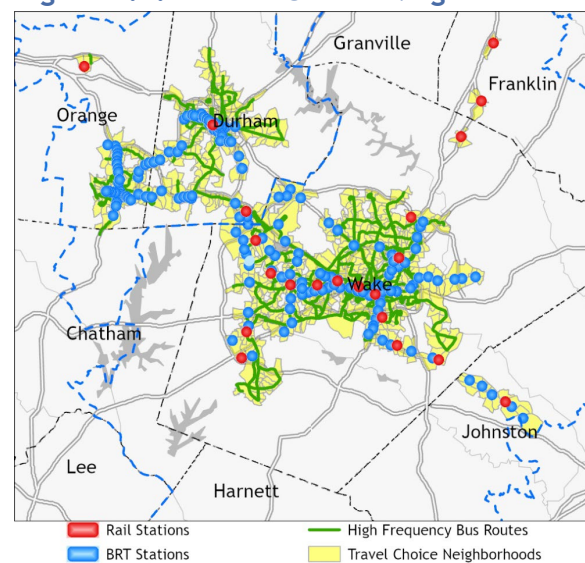 Granville
Franklin
Orange
Durham
Wake
Chatham
Johnston
Lee
Harnett
Rail Stations
High Frequency Bus Routes
BRT Stations
Travel Choice Neighborhoods